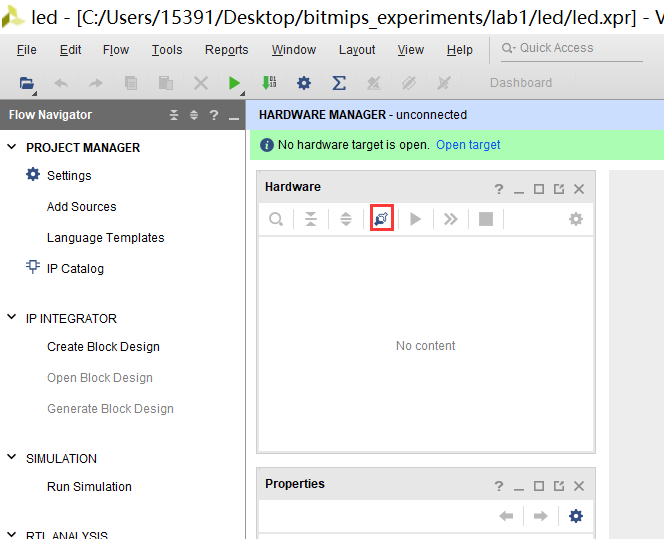 led - [C:/Users/15391/Desktop/bitmips_experiments/lab1/led/led.xpr] - V
File Edit Flow Tools Reports Window Layout View Help Quick Access
Dashboard
Flow Navigator
HARDWARE MANAGER - unconnected
No hardware target is open. Open target
PROJECT MANAGER
Settings
Add Sources
Language Templates
IP Catalog
IP INTEGRATOR
Create Block Design
Open Block Design
Generate Block Design
SIMULATION
Run Simulation
RTL ANALYSIS
Hardware
No content
Properties